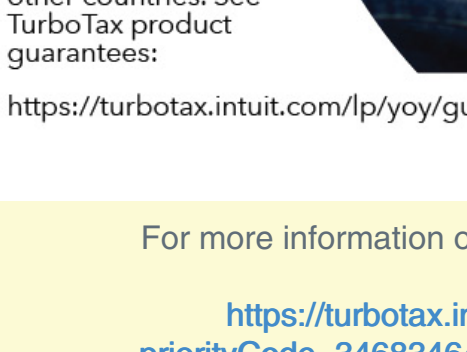 other countries. See
TurboTax product
guarantees:
https://turbotax.intuit.com/lp/yoy/gu
For more information
https://turbotax.i
priorityCode=3468346